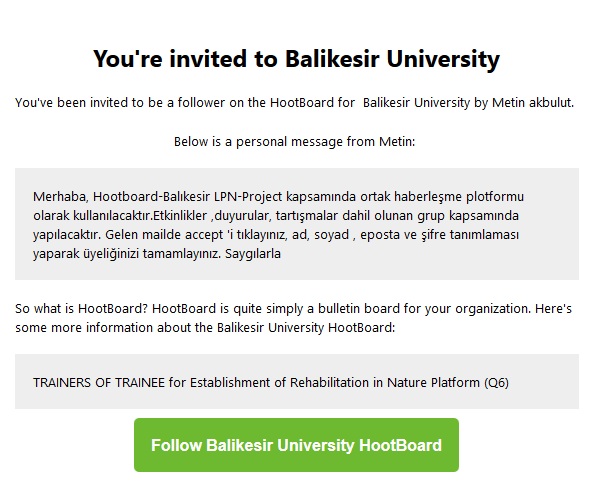 You're invited to Balikesir University
You've been invited to be a follower on the HootBoard for Balikesir University by Metin akbulut.
Below is a personal message from Metin:
Merhaba, Hootboard-Balıkesir LPN-Project kapsamında ortak haberleşme plotformu
olarak kullanılacaktır.Etkinlikler ,duyurular, tartışmalar dahil olunan grup kapsamında
yapılacaktır. Gelen mailde accept 'i tıklayınız, ad, soyad , eposta ve şifre tanımlaması
yaparak üyeliğinizi tamamlayınız. Saygılarla
So what is HootBoard? HootBoard is quite simply a bulletin board for your organization. Here's
some more information about the Balikesir University HootBoard:
TRAINERS OF TRAINEE for Establishment of Rehabilitation in Nature Platform (Q6)
Follow Balikesir University HootBoard